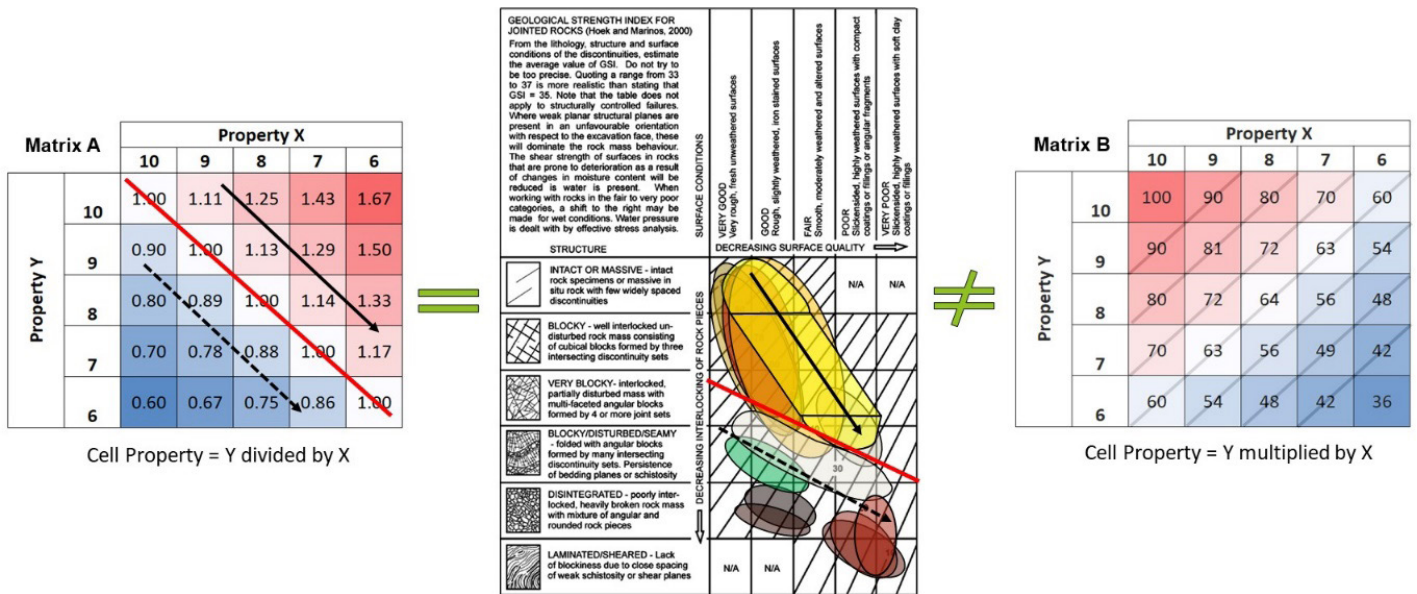 Matrix A
Property X
10 9 8 7 6
Property Y
10 1.00 1.11 1.25 1.43 1.67
9 0.90 1.00 1.13 1.29 1.50
8 0.80 0.89 1.00 1.14 1.33
7 0.70 0.78 0.88 1.00 1.17
6 0.60 0.67 0.75 0.86 1.00
Cell Property = Y divided by X
=
GEOLOGICAL STRENGTH INDEX FOR
JOINTED ROCKS (Hoek and Marinos, 2000)
From the lithology, structure and surface
conditions of the discontinuities, estimate
the average value of GSI. Do not try to
be too precise. Quoting a range from 33
to 37 is more realistic than stating that
GSI = 35. Note that the table does not
apply to structurally controlled failures.
Where weak planar structural planes are
present in an unfavourable orientation
with respect to the excavation face, these
will dominate the rock mass behaviour.
The shear strength of surfaces in rocks
that are prone to deterioration as a result
of changes in moisture content will be
reduced is water is present. When
working with rocks in the fair to very poor
categories, a shift to the right may be
made for wet conditions. Water pressure
is dealt with by effective stress analysis.
STRUCTURE
SURFACE CONDITIONS
VERY GOOD
Very rough, fresh unweathered surfaces
GOOD
Rough, slightly weathered, iron stained surfaces
FAIR
Smooth, moderately weathered and altered surfaces
POOR
Slickensided, highly weathered surfaces with compact
coatings or fillings or angular fragments
VERY POOR
Slickensided, highly weathered surfaces with soft clay
coatings or fillings
DECREASING SURFACE QUALITY
DECREASING INTERLOCKING OF ROCK PIECES
INTACT OR MASSIVE - intact
rock specimens or massive in
situ rock with few widely spaced
discontinuities
N/A N/A
BLOCKY - well interlocked un-
disturbed rock mass consisting
of cubical blocks formed by three
intersecting discontinuity sets
VERY BLOCKY- interlocked,
partially disturbed mass with
multi-faceted angular blocks
formed by 4 or more joint sets
BLOCKY/DISTURBED/SEAMY
- folded with angular blocks
formed by many intersecting
discontinuity sets. Persistence
of bedding planes or schistosity
30
DISINTEGRATED - poorly inter-
locked, heavily broken rock mass
with mixture of angular and
rounded rock pieces
LAMINATED/SHEARED - Lack
of blockiness due to close spacing
of weak schistosity or shear planes
N/A N/A
≠
Matrix B
Property X
10 9 8 7 6
Property Y
10 100 90 80 70 60
9 90 81 72 63 54
8 80 72 64 56 48
7 70 63 56 49 42
6 60 54 48 42 36
Cell Property = Y multiplied by X